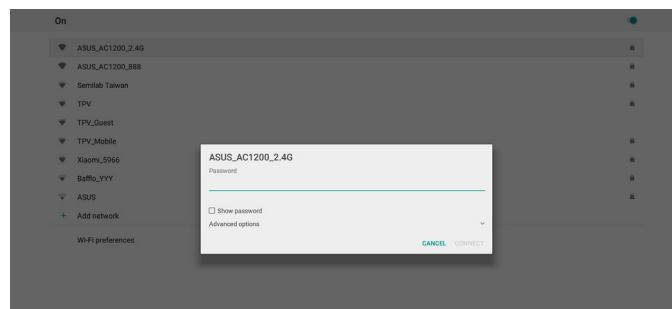 On
ASUS_AC1200_2.4G
ASUS_AC1200_888
Semilab Taiwan
TPV
TPV_Guest
TPV_Mobile
Xiaomi_5966
Baffio_YYY
ASUS
+ Add network
Wi-Fi preferences
ASUS_AC1200_2.4G
Password
Show password
Advanced options
CANCEL CONNECT